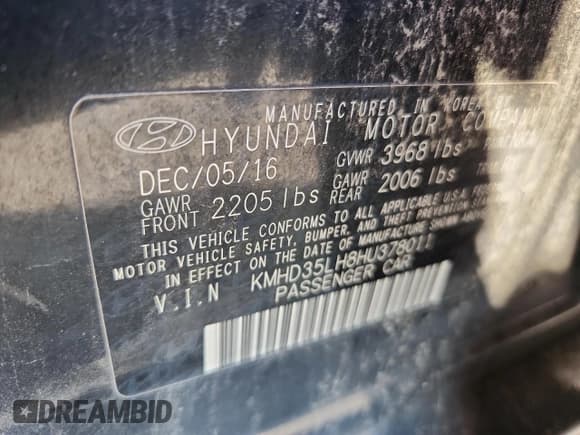 MANUFACTURED IN KOREA BY
HYUNDAI MOTOR COMPANY
DEC/05/16 GVWR 3968 lbs
GAWR FRONT 2205 lbs GAWR REAR 2006 lbs
THIS VEHICLE CONFORMS TO ALL APPLICABLE U.S.A. FEDERAL
MOTOR VEHICLE SAFETY, BUMPER, AND THEFT PREVENTION
IN EFFECT ON THE DATE OF MANUFACTURE SHOWN
V.I.N KMHD35LH8HU378011
PASSENGER CAR
DREAMBID